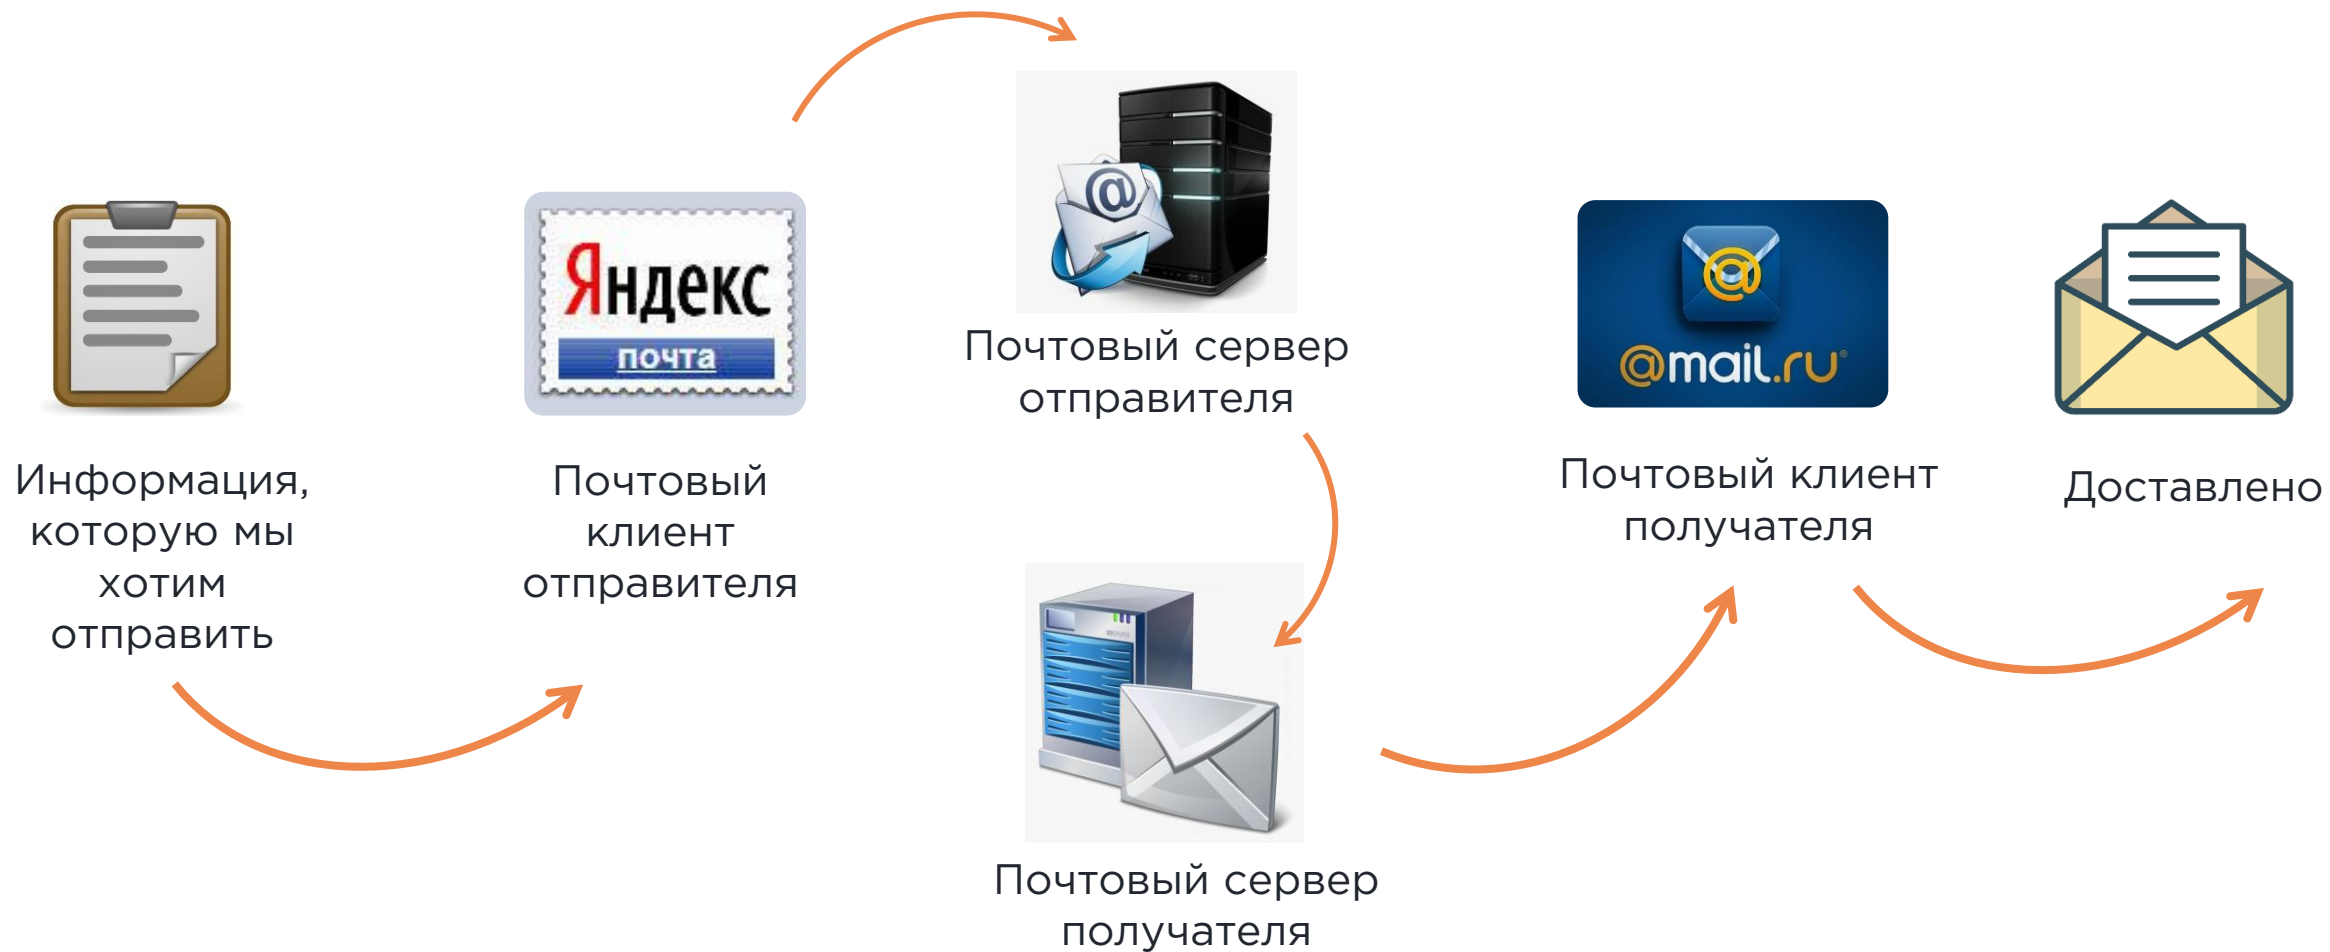 Информация,
которую мы
хотим
отправить
Яндекс
почта
Почтовый
клиент
отправителя
@
Почтовый сервер
отправителя
Почтовый сервер
получателя
@
@mail.ru®
Почтовый клиент
получателя
Доставлено